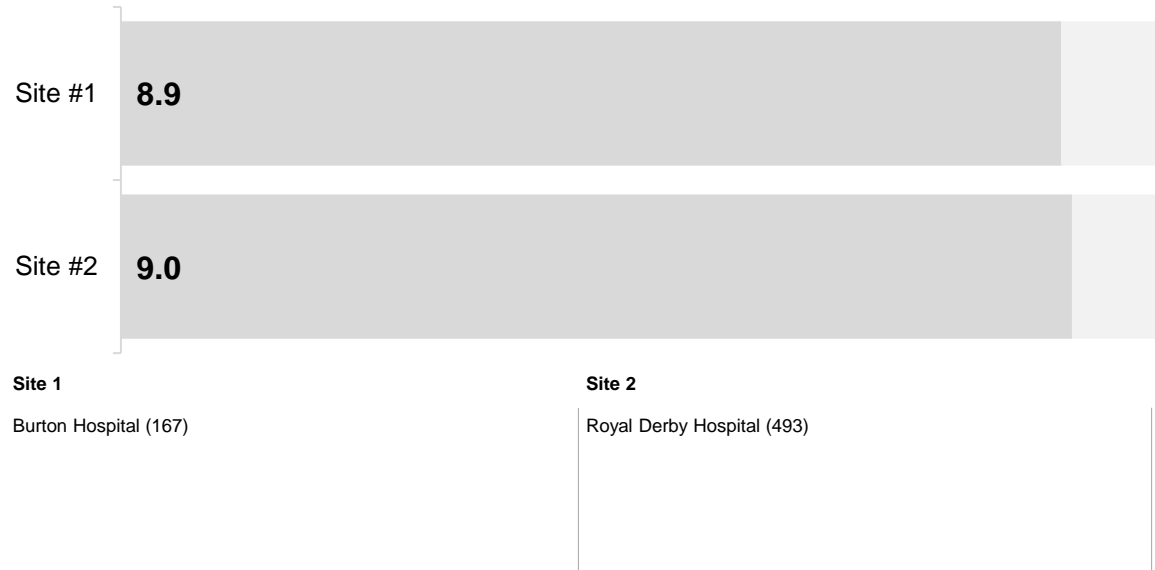 Site #1 8.9
Site #2 9.0
Site 1 Site 2
Burton Hospital (167) Royal Derby Hospital (493)